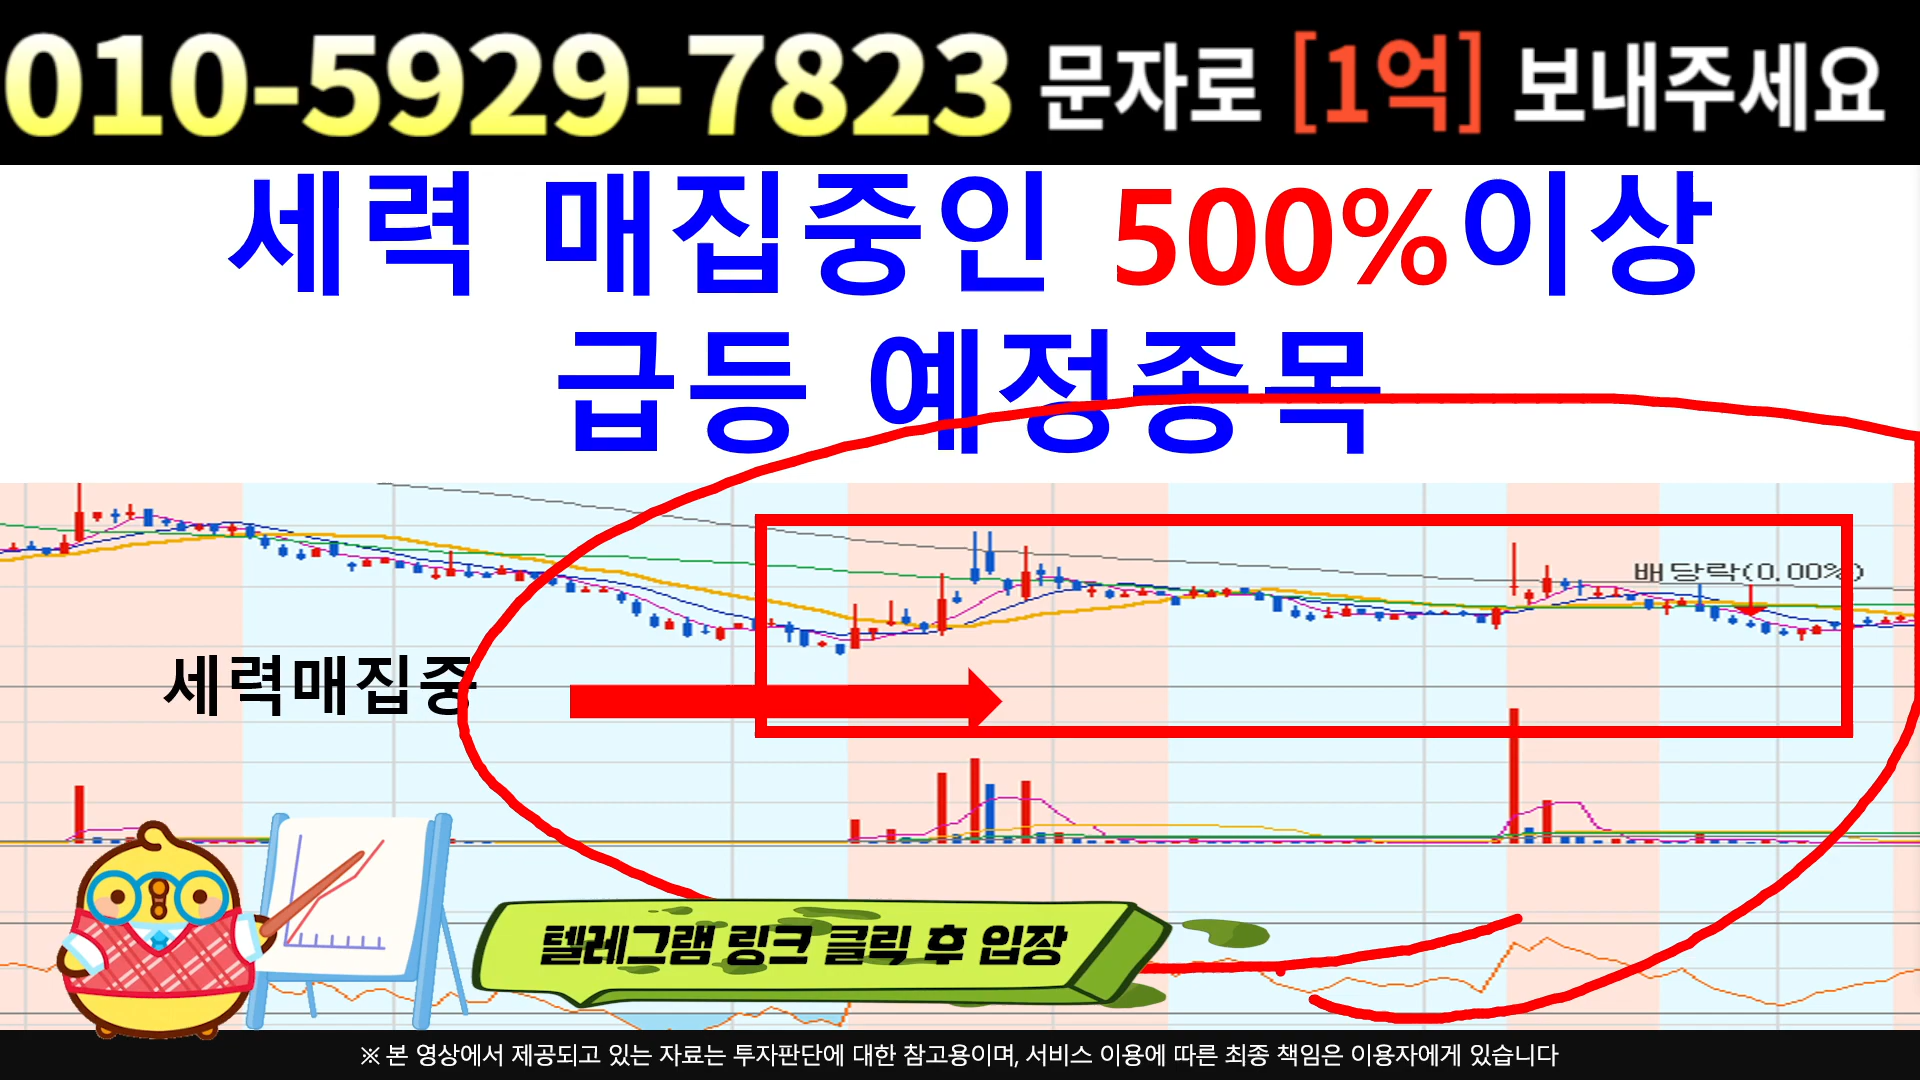 010-5929-7823 문자로 [1억] 보내주세요
세력 매집중인 500%이상
급등 예정종목
배당락(0.00%)
세력매집중
텔레그램 링크 클릭 후 입장
※ 본 영상에서 제공되고 있는 자료는 투자판단에 대한 참고용이며, 서비스 이용에 따른 최종 책임은 이용자에게 있습니다